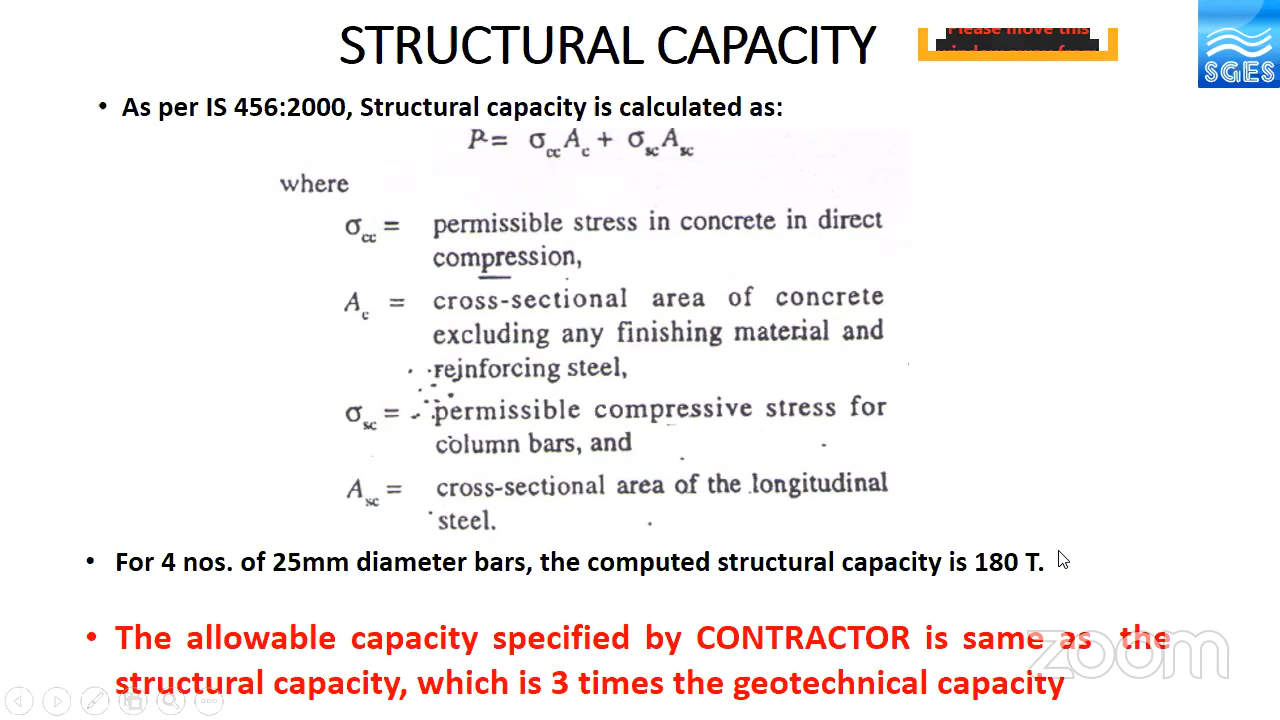 STRUCTURAL CAPACITY
Please move this
SGES
• As per IS 456:2000, Structural capacity is calculated as:
P = σcc Ac + σsc Asc
where
σcc = permissible stress in concrete in direct
compression,
Ac = cross-sectional area of concrete
excluding any finishing material and
reinforcing steel,
σsc = permissible compressive stress for
column bars, and
Asc = cross-sectional area of the longitudinal
steel.
• For 4 nos. of 25mm diameter bars, the computed structural capacity is 180 T.
• The allowable capacity specified by CONTRACTOR is same as the
structural capacity, which is 3 times the geotechnical capacity
zoom